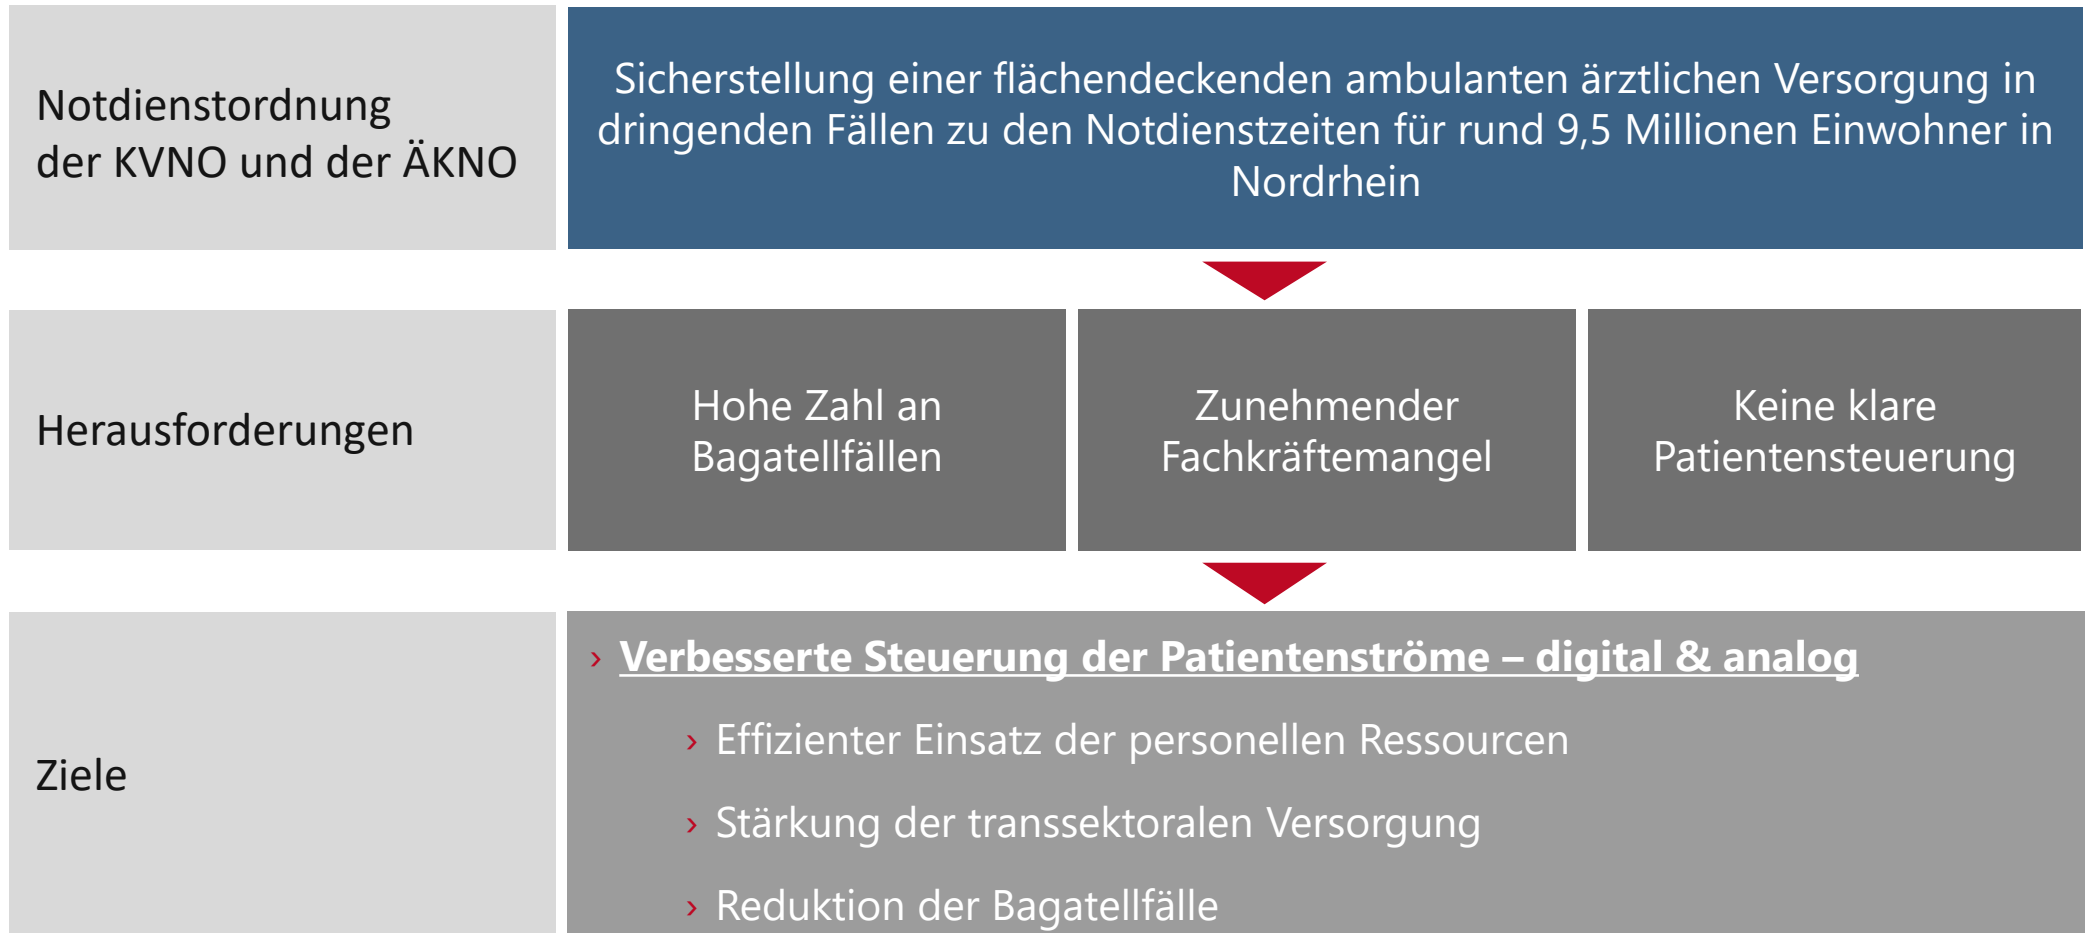 Notdienstordnung
der KVNO und der ÄKNO
Sicherstellung einer flächendeckenden ambulanten ärztlichen Versorgung in
dringenden Fällen zu den Notdienstzeiten für rund 9,5 Millionen Einwohner in
Nordrhein
Herausforderungen
Hohe Zahl an
Bagatellfällen
Zunehmender
Fachkräftemangel
Keine klare
Patientensteuerung
Ziele
› Verbesserte Steuerung der Patientenströme – digital & analog
› Effizienter Einsatz der personellen Ressourcen
› Stärkung der transsektoralen Versorgung
› Reduktion der Bagatellfälle